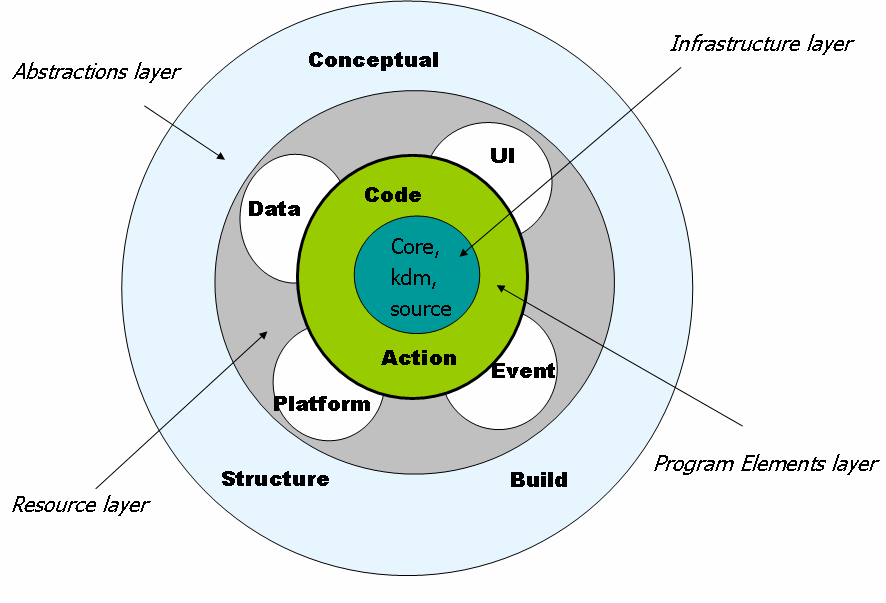 Infrastructure layer
Conceptual
Abstractions layer
UI
Code
Data
Core,
kdm,
source
Action
Event
Platform
Program Elements layer
Structure
Build
Resource layer